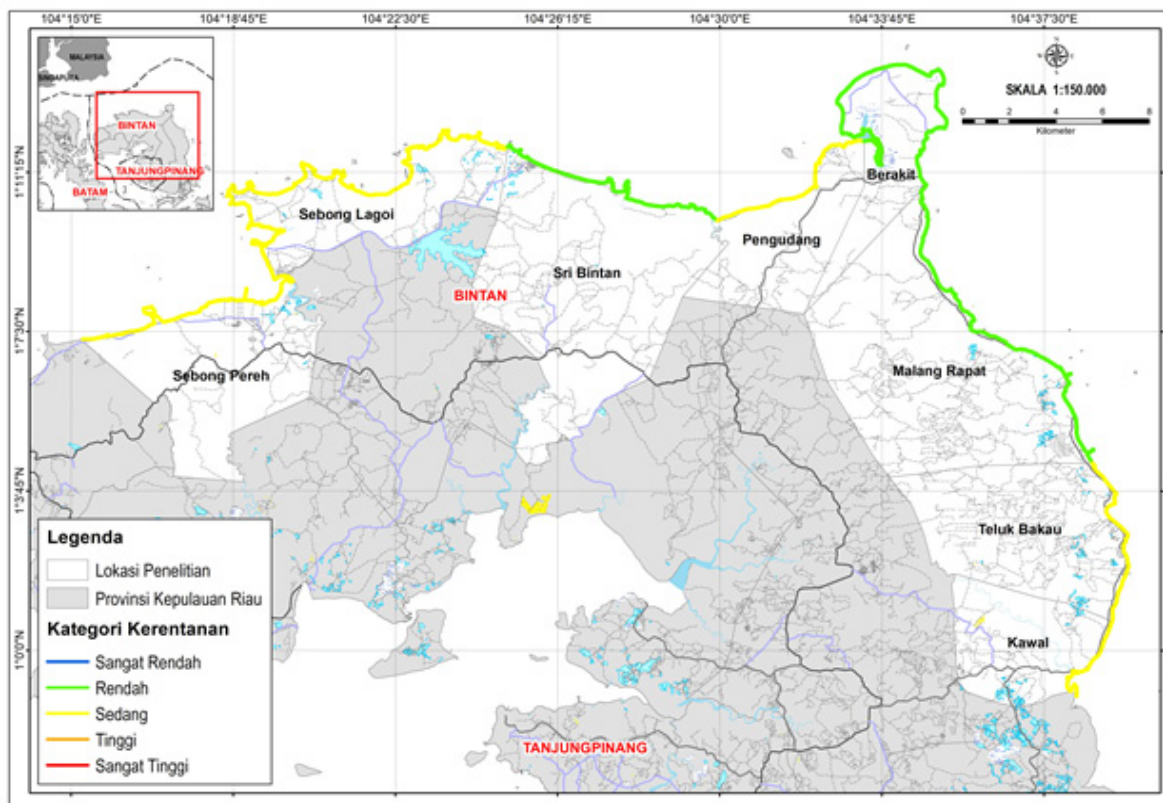 104°15'0"E 104°18'45"E 104°22'30"E 104°26'15"E 104°30'0"E 104°33'45"E 104°37'30"E
MALAYSIA
SINGAPUTA
BINTAN
TANJUNGPINANG
BATAM
N
SKALA 1:150.000
0 2 4 6 8
Kilometer
1°11'15"N
1°7'30"N
1°3'45"N
1°0'0"N
Berakit
Sebong Lagoi
Pengudang
Sri Bintan
BINTAN
Malang Rapat
Sebong Pereh
Teluk Bakau
Kawal
TANJUNGPINANG
Legenda
Lokasi Penelitian
Provinsi Kepulauan Riau
Kategori Kerentanan
Sangat Rendah
Rendah
Sedang
Tinggi
Sangat Tinggi